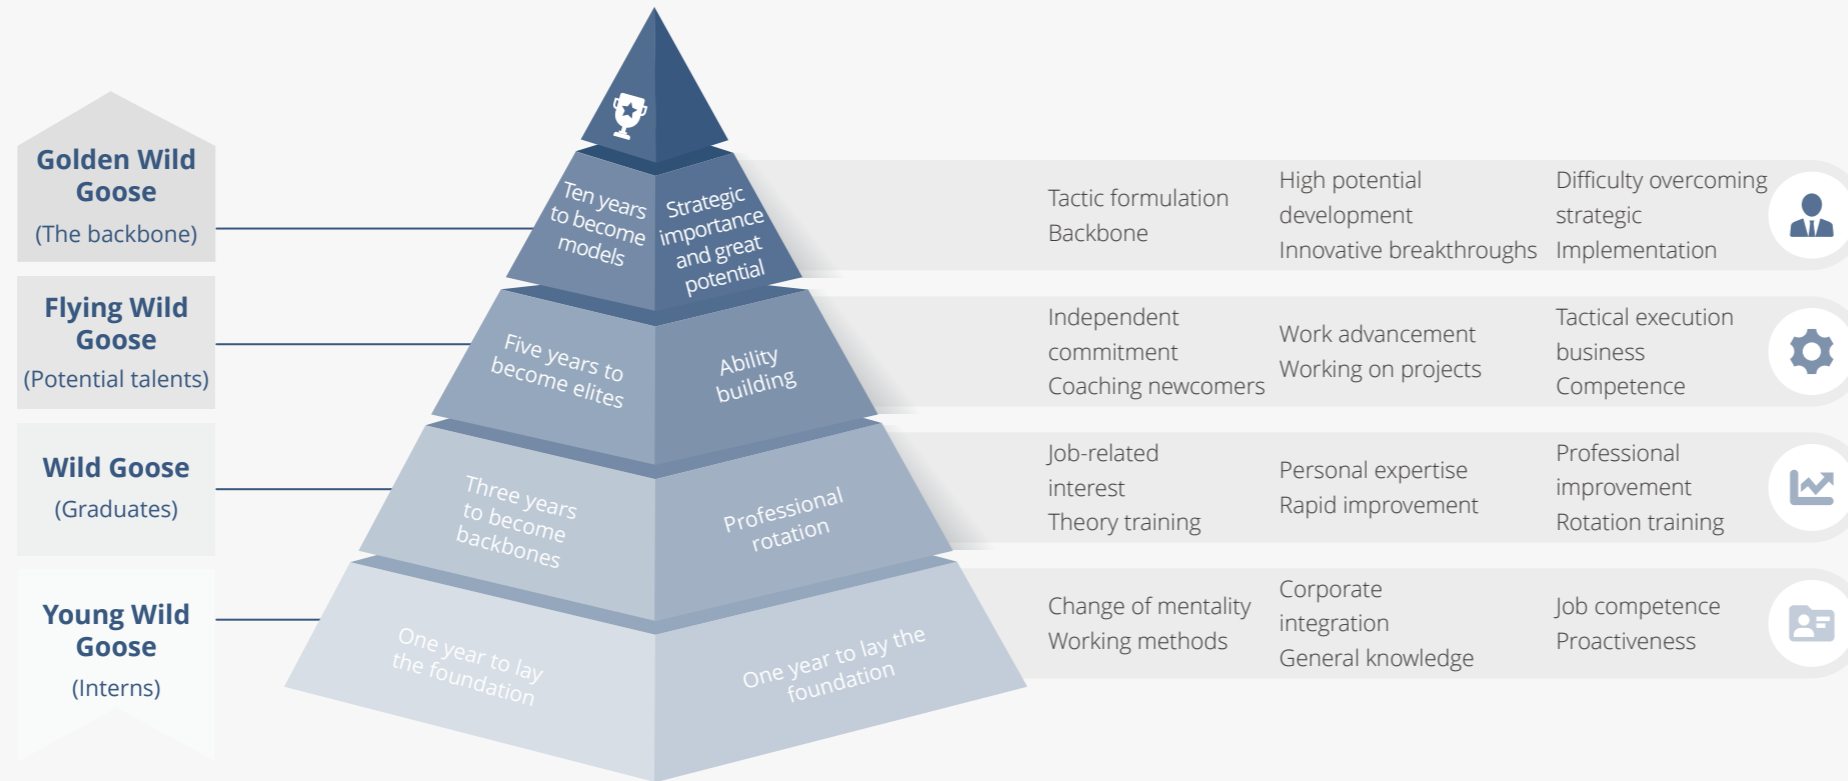 Golden Wild
Goose
(The backbone)
Ten years
to become
models
Strategic
importance
and great
potential
Tactic formulation
Backbone
High potential
development
Innovative breakthroughs
Difficulty overcoming
strategic
Implementation
Flying Wild
Goose
(Potential talents)
Five years to
become elites
Ability
building
Independent
commitment
Coaching newcomers
Work advancement
Working on projects
Tactical execution
business
Competence
Wild Goose
(Graduates)
Three years
to become
backbones
Professional
rotation
Job-related
interest
Theory training
Personal expertise
Rapid improvement
Professional
improvement
Rotation training
Young Wild
Goose
(Interns)
One year to lay
the foundation
One year to lay the
foundation
Change of mentality
Working methods
Corporate
integration
General knowledge
Job competence
Proactiveness